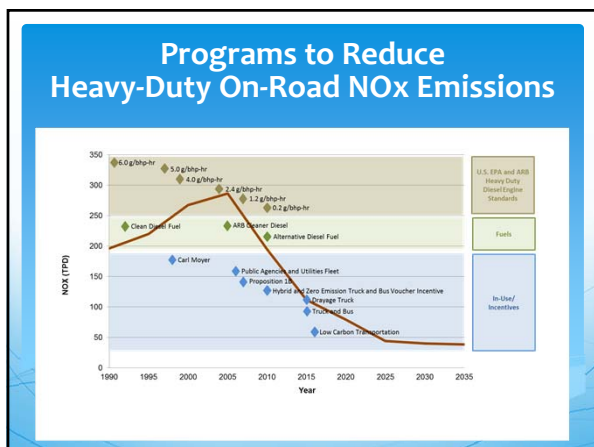 Programs to Reduce
Heavy-Duty On-Road NOx Emissions
350
300
250
200
150
100
50
0
NOX (TPD)
6.0 g/bhp-hr
5.0 g/bhp-hr
4.0 g/bhp-hr
2.4 g/bhp-hr
1.2 g/bhp-hr
0.2 g/bhp-hr
Clean Diesel Fuel
ARB Cleaner Diesel
Alternative Diesel Fuel
Carl Moyer
Public Agencies and Utilities Fleet
Proposition 1B
Hybrid and Zero Emission Truck and Bus Voucher Incentive
Drayage Truck
Truck and Bus
Low Carbon Transportation
1990 1995 2000 2005 2010 2015 2020 2025 2030 2035
Year
U.S. EPA and ARB
Heavy Duty
Diesel Engine
Standards
Fuels
In-Use/
Incentives